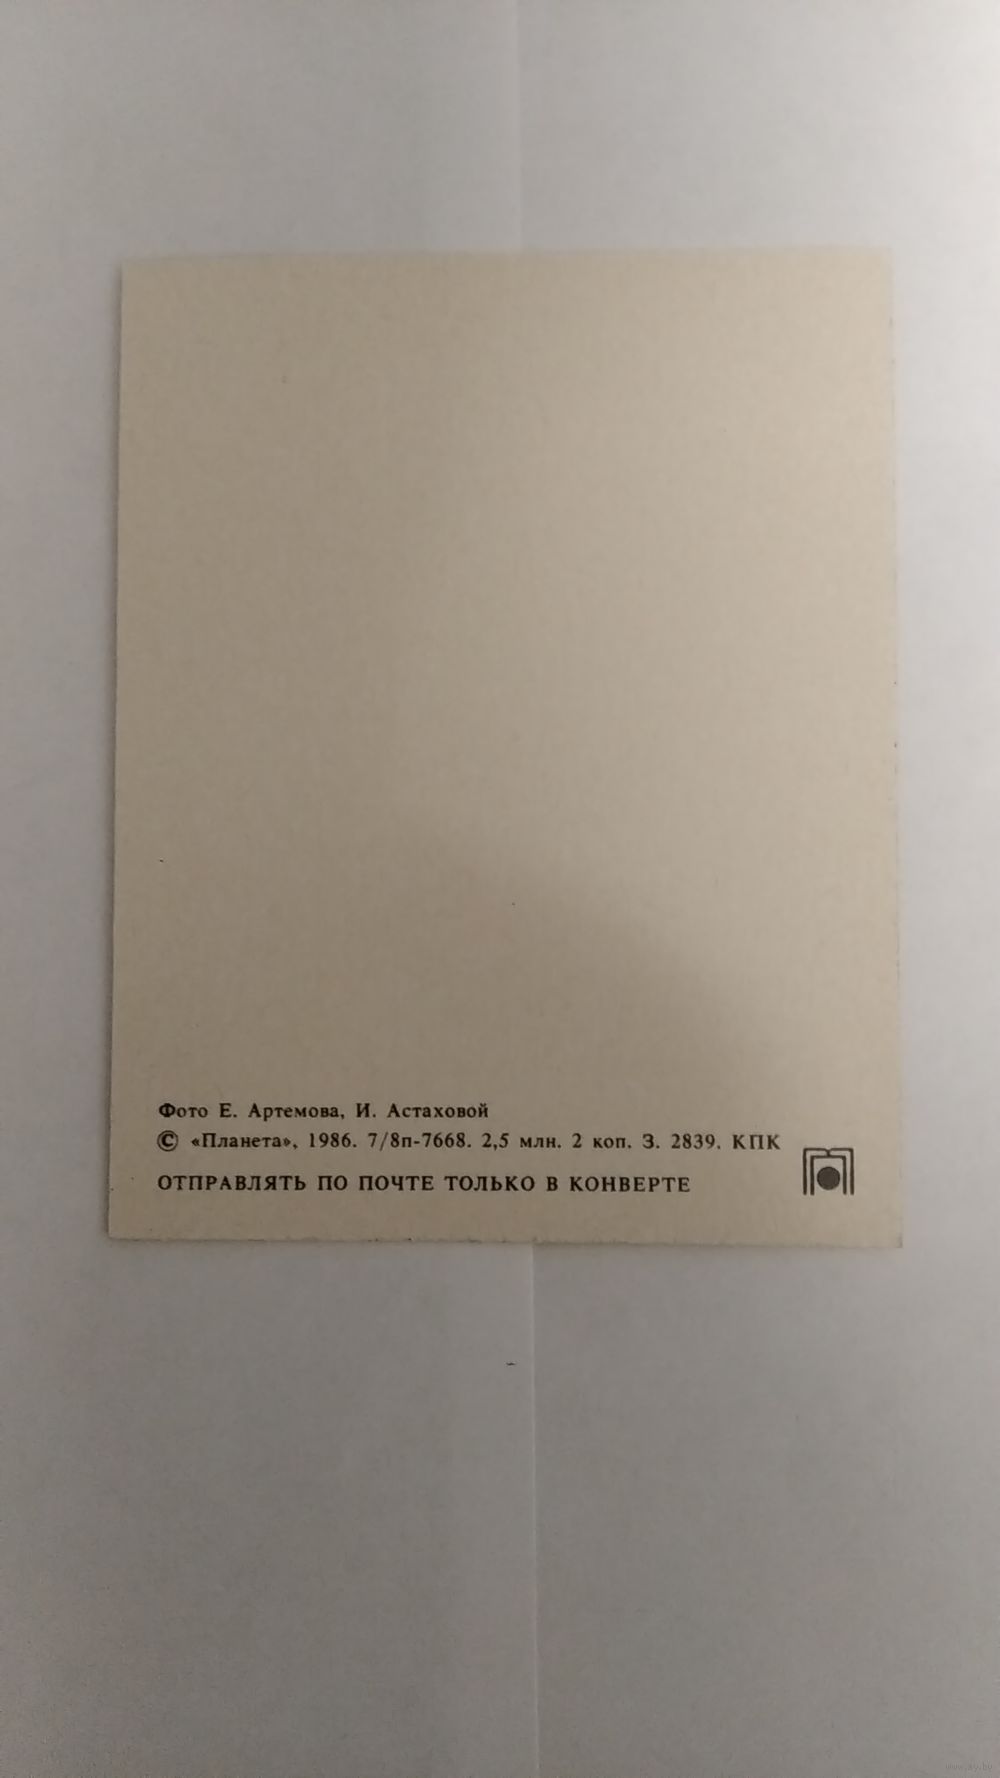 Фото Е. Артемова, И. Астаховой
© «Планета», 1986. 7/8п-7668. 2,5 млн. 2 коп. З. 2839. КПК
ОТПРАВЛЯТЬ ПО ПОЧТЕ ТОЛЬКО В КОНВЕРТЕ